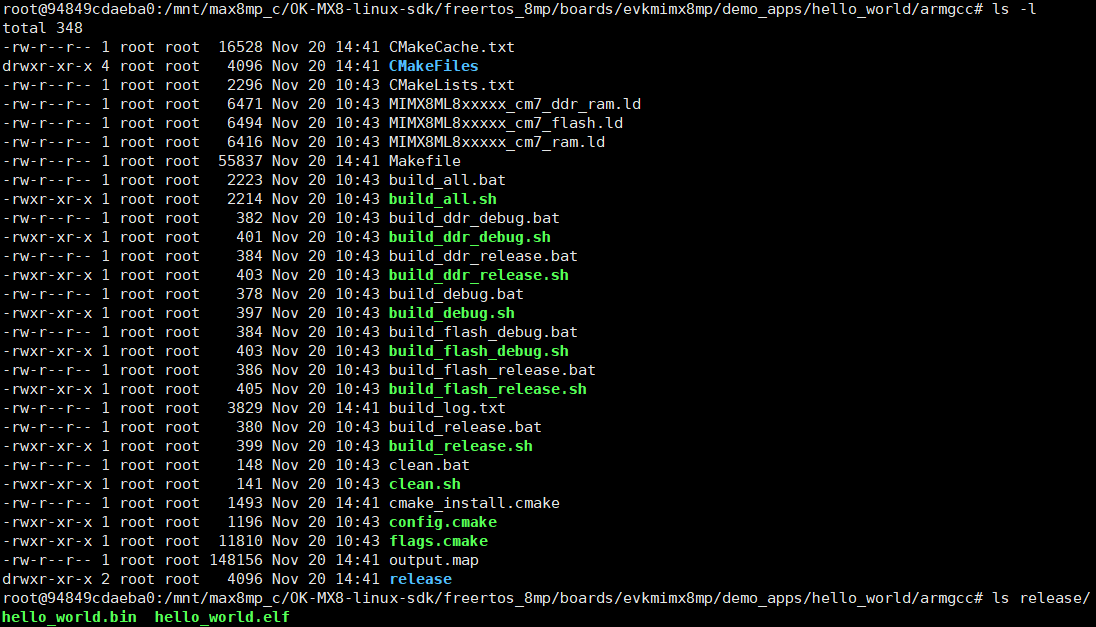 root@94849cdaeba0:/mnt/max8mp_c/OK-MX8-linux-sdk/freertos_8mp/boards/evkmimx8mp/demo_apps/hello_world/armgcc# ls -l
total 348
-rw-r--r-- 1 root root  16528 Nov 20 14:41 CMakeCache.txt
drwxr-xr-x 4 root root   4096 Nov 20 14:41 CMakeFiles
-rw-r--r-- 1 root root   2296 Nov 20 10:43 CMakeLists.txt
-rw-r--r-- 1 root root   6471 Nov 20 10:43 MIMX8ML8xxxxx_cm7_ddr_ram.ld
-rw-r--r-- 1 root root   6494 Nov 20 10:43 MIMX8ML8xxxxx_cm7_flash.ld
-rw-r--r-- 1 root root   6416 Nov 20 10:43 MIMX8ML8xxxxx_cm7_ram.ld
-rw-r--r-- 1 root root  55837 Nov 20 14:41 Makefile
-rw-r--r-- 1 root root   2223 Nov 20 10:43 build_all.bat
-rwxr-xr-x 1 root root   2214 Nov 20 10:43 build_all.sh
-rw-r--r-- 1 root root    382 Nov 20 10:43 build_ddr_debug.bat
-rwxr-xr-x 1 root root    401 Nov 20 10:43 build_ddr_debug.sh
-rw-r--r-- 1 root root    384 Nov 20 10:43 build_ddr_release.bat
-rwxr-xr-x 1 root root    403 Nov 20 10:43 build_ddr_release.sh
-rw-r--r-- 1 root root    378 Nov 20 10:43 build_debug.bat
-rwxr-xr-x 1 root root    397 Nov 20 10:43 build_debug.sh
-rw-r--r-- 1 root root    384 Nov 20 10:43 build_flash_debug.bat
-rwxr-xr-x 1 root root    403 Nov 20 10:43 build_flash_debug.sh
-rw-r--r-- 1 root root    386 Nov 20 10:43 build_flash_release.bat
-rwxr-xr-x 1 root root    405 Nov 20 10:43 build_flash_release.sh
-rw-r--r-- 1 root root   3829 Nov 20 14:41 build_log.txt
-rw-r--r-- 1 root root    380 Nov 20 10:43 build_release.bat
-rwxr-xr-x 1 root root    399 Nov 20 10:43 build_release.sh
-rw-r--r-- 1 root root    148 Nov 20 10:43 clean.bat
-rwxr-xr-x 1 root root    141 Nov 20 10:43 clean.sh
-rw-r--r-- 1 root root   1493 Nov 20 14:41 cmake_install.cmake
-rwxr-xr-x 1 root root   1196 Nov 20 10:43 config.cmake
-rwxr-xr-x 1 root root  11810 Nov 20 10:43 flags.cmake
-rw-r--r-- 1 root root 148156 Nov 20 14:41 output.map
drwxr-xr-x 2 root root   4096 Nov 20 14:41 release
root@94849cdaeba0:/mnt/max8mp_c/OK-MX8-linux-sdk/freertos_8mp/boards/evkmimx8mp/demo_apps/hello_world/armgcc# ls release/
hello_world.bin  hello_world.elf